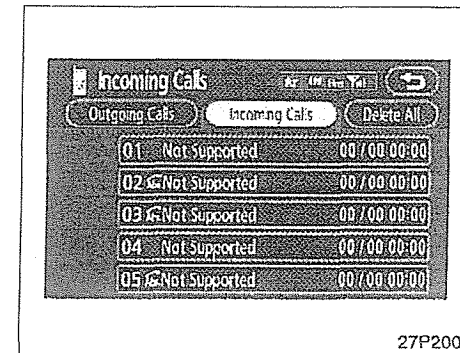 Incoming Calls
Outgoing Calls Incoming Calls Delete All
01 Not Supported 00/00 00:00
02 Not Supported 00/00 00:00
03 Not Supported 00/00 00:00
04 Not Supported 00/00 00:00
05 Not Supported 00/00 00:00
27P200